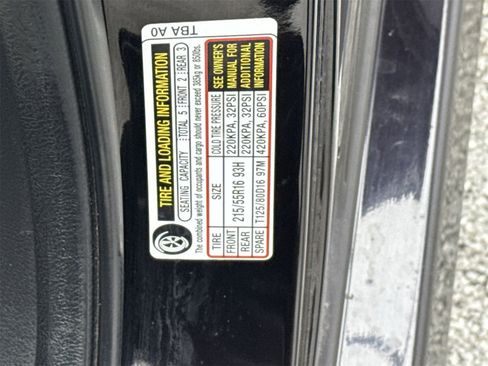 TIRE AND LOADING INFORMATION
SEATING CAPACITY TOTAL 5 FRONT 2 REAR 3
The combined weight of occupants and cargo should never exceed 385kg or 850lbs.
TIRE SIZE COLD TIRE PRESSURE
FRONT 215/55R16 93H 220KPA, 32PSI
REAR 220KPA, 32PSI
SPARE T125/80D16 97M 420KPA, 60PSI
SEE OWNER'S
MANUAL FOR
ADDITIONAL
INFORMATION
TBA A0